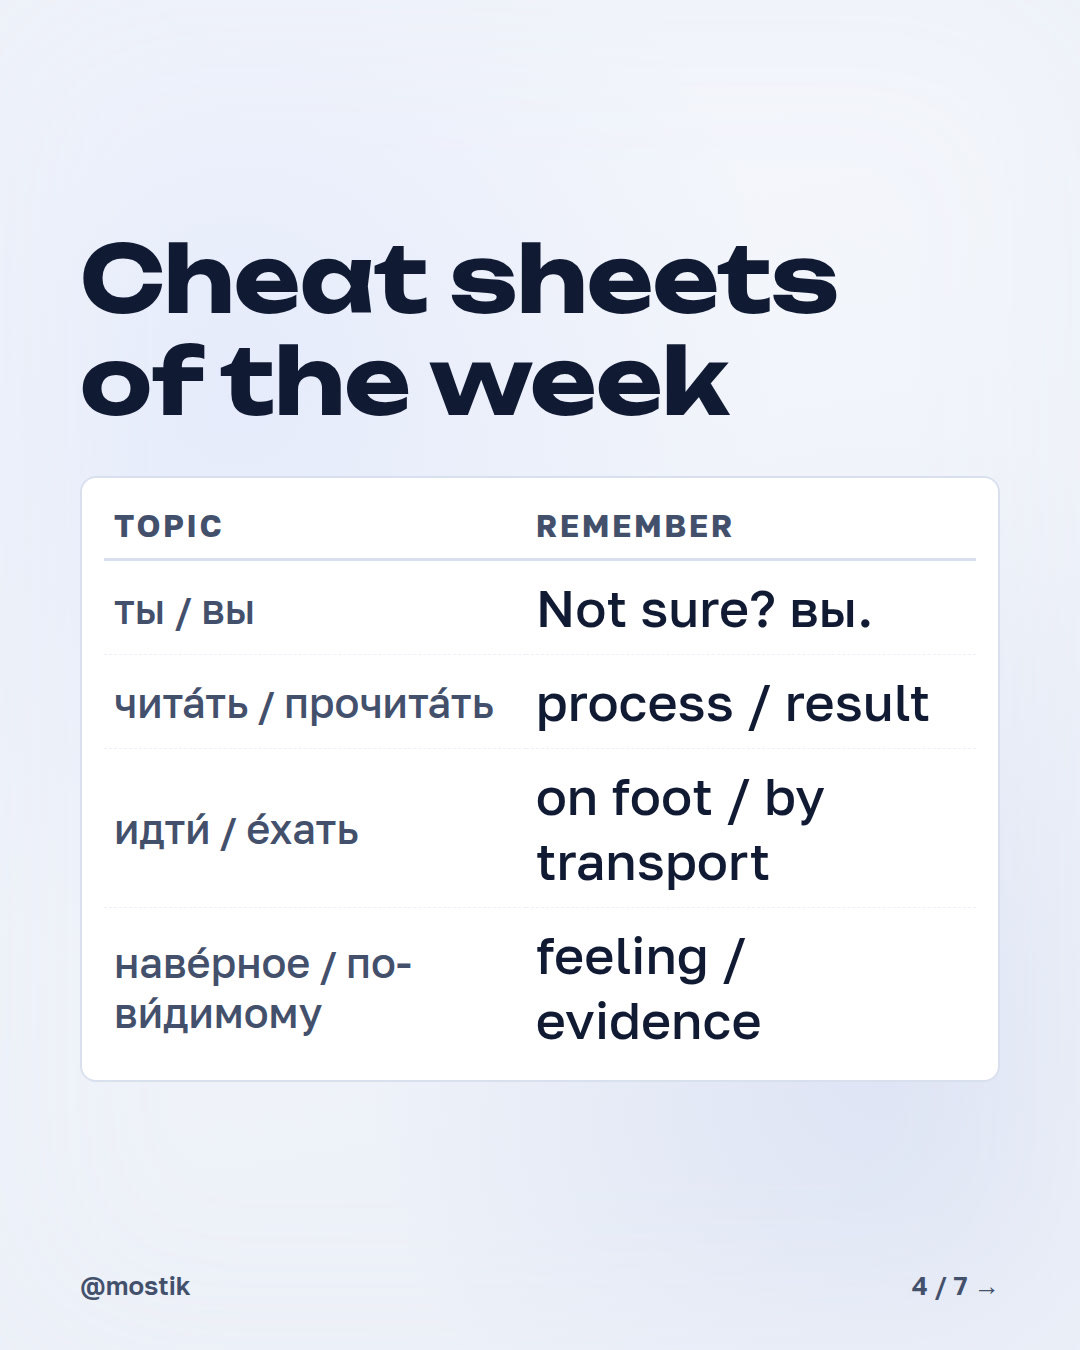 Cheat sheets
of the week
TOPIC REMEMBER
ты / вы Not sure? вы.
чита́ть / прочита́ть process / result
идти́ / е́хать on foot / by
transport
наве́рное / по-
ви́димому
feeling /
evidence
@mostik 4 / 7 →